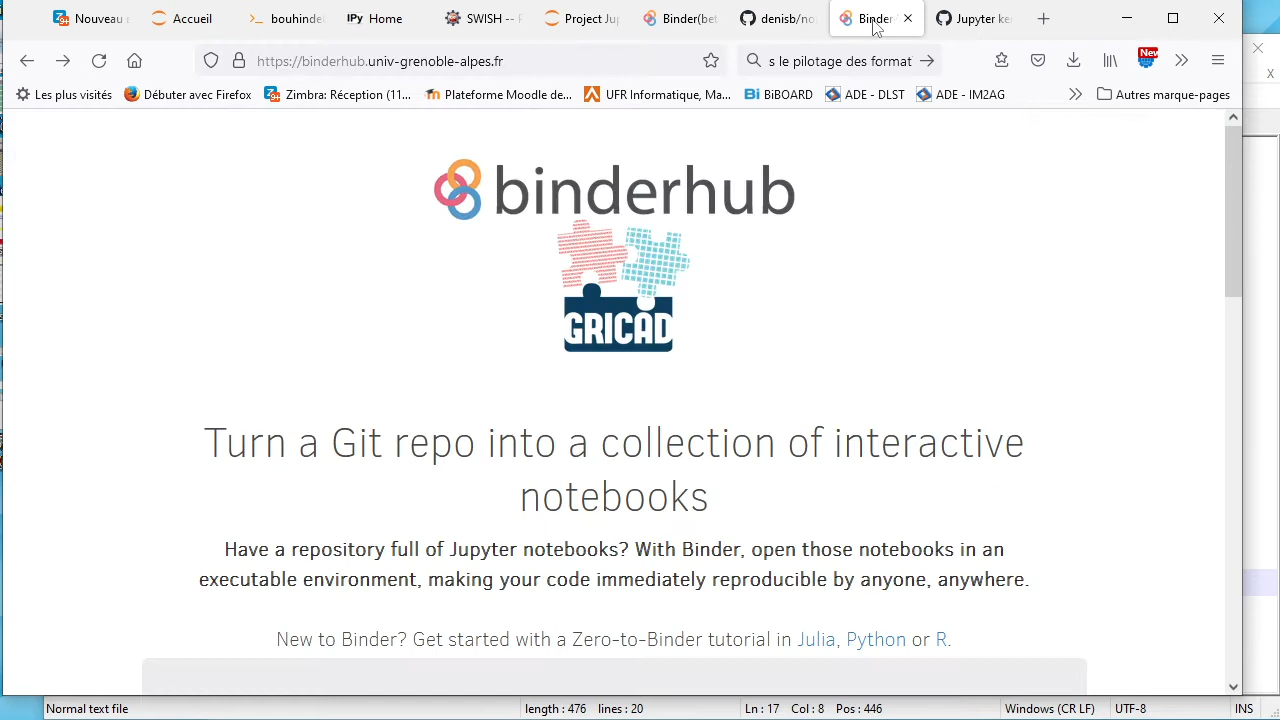 Nouveau
Accueil
bouhinde
IPy Home
SWISH --
Project Ju
Binder(bet
denisb/no
Binder
Jupyter ke
https://binderhub.univ-grenoble-alpes.fr
s le pilotage des format
New
Les plus visités
Débuter avec Firefox
Zimbra: Réception (11...
Plateforme Moodle de...
UFR Informatique, Ma...
Bi BiBOARD
ADE - DLST
ADE - IM2AG
Autres marque-pages
binderhub
GRICAD
Turn a Git repo into a collection of interactive
notebooks
Have a repository full of Jupyter notebooks? With Binder, open those notebooks in an
executable environment, making your code immediately reproducible by anyone, anywhere.
New to Binder? Get started with a Zero-to-Binder tutorial in Julia, Python or R.
Normal text file
length : 476 lines : 20
Ln : 17 Col : 8 Pos : 446
Windows (CR LF)
UTF-8
INS